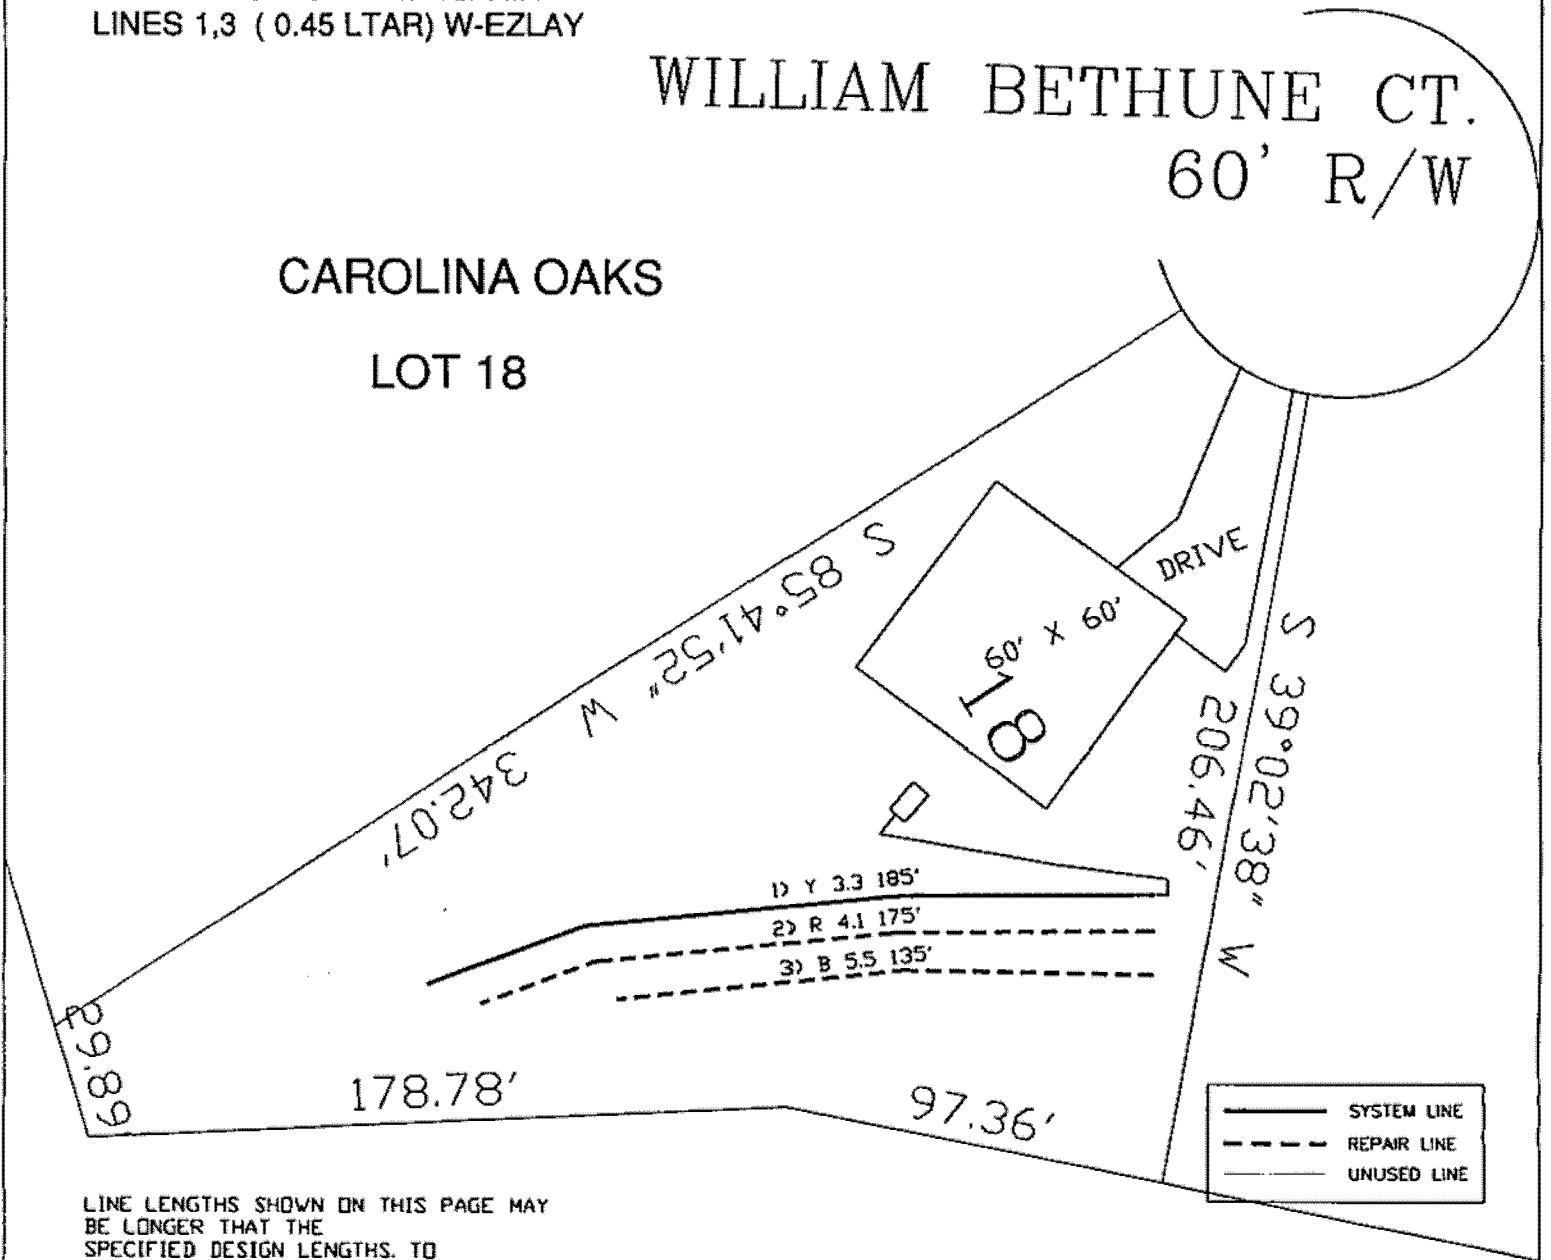 LINES 1,3 ( 0.45 LTAR) W-EZLAY
WILLIAM BETHUNE CT.
60' R/W
CAROLINA OAKS
LOT 18
S 85°41'52" W 342.07'
DRIVE
60' X 60'
18
S 39°02'38" W
206.46'
1) Y 3.3 185'
2) R 4.1 175'
3) B 5.5 135'
29.89
178.78'
97.36'
SYSTEM LINE
REPAIR LINE
UNUSED LINE
LINE LENGTHS SHOWN ON THIS PAGE MAY
BE LONGER THAT THE
SPECIFIED DESIGN LENGTHS. TO